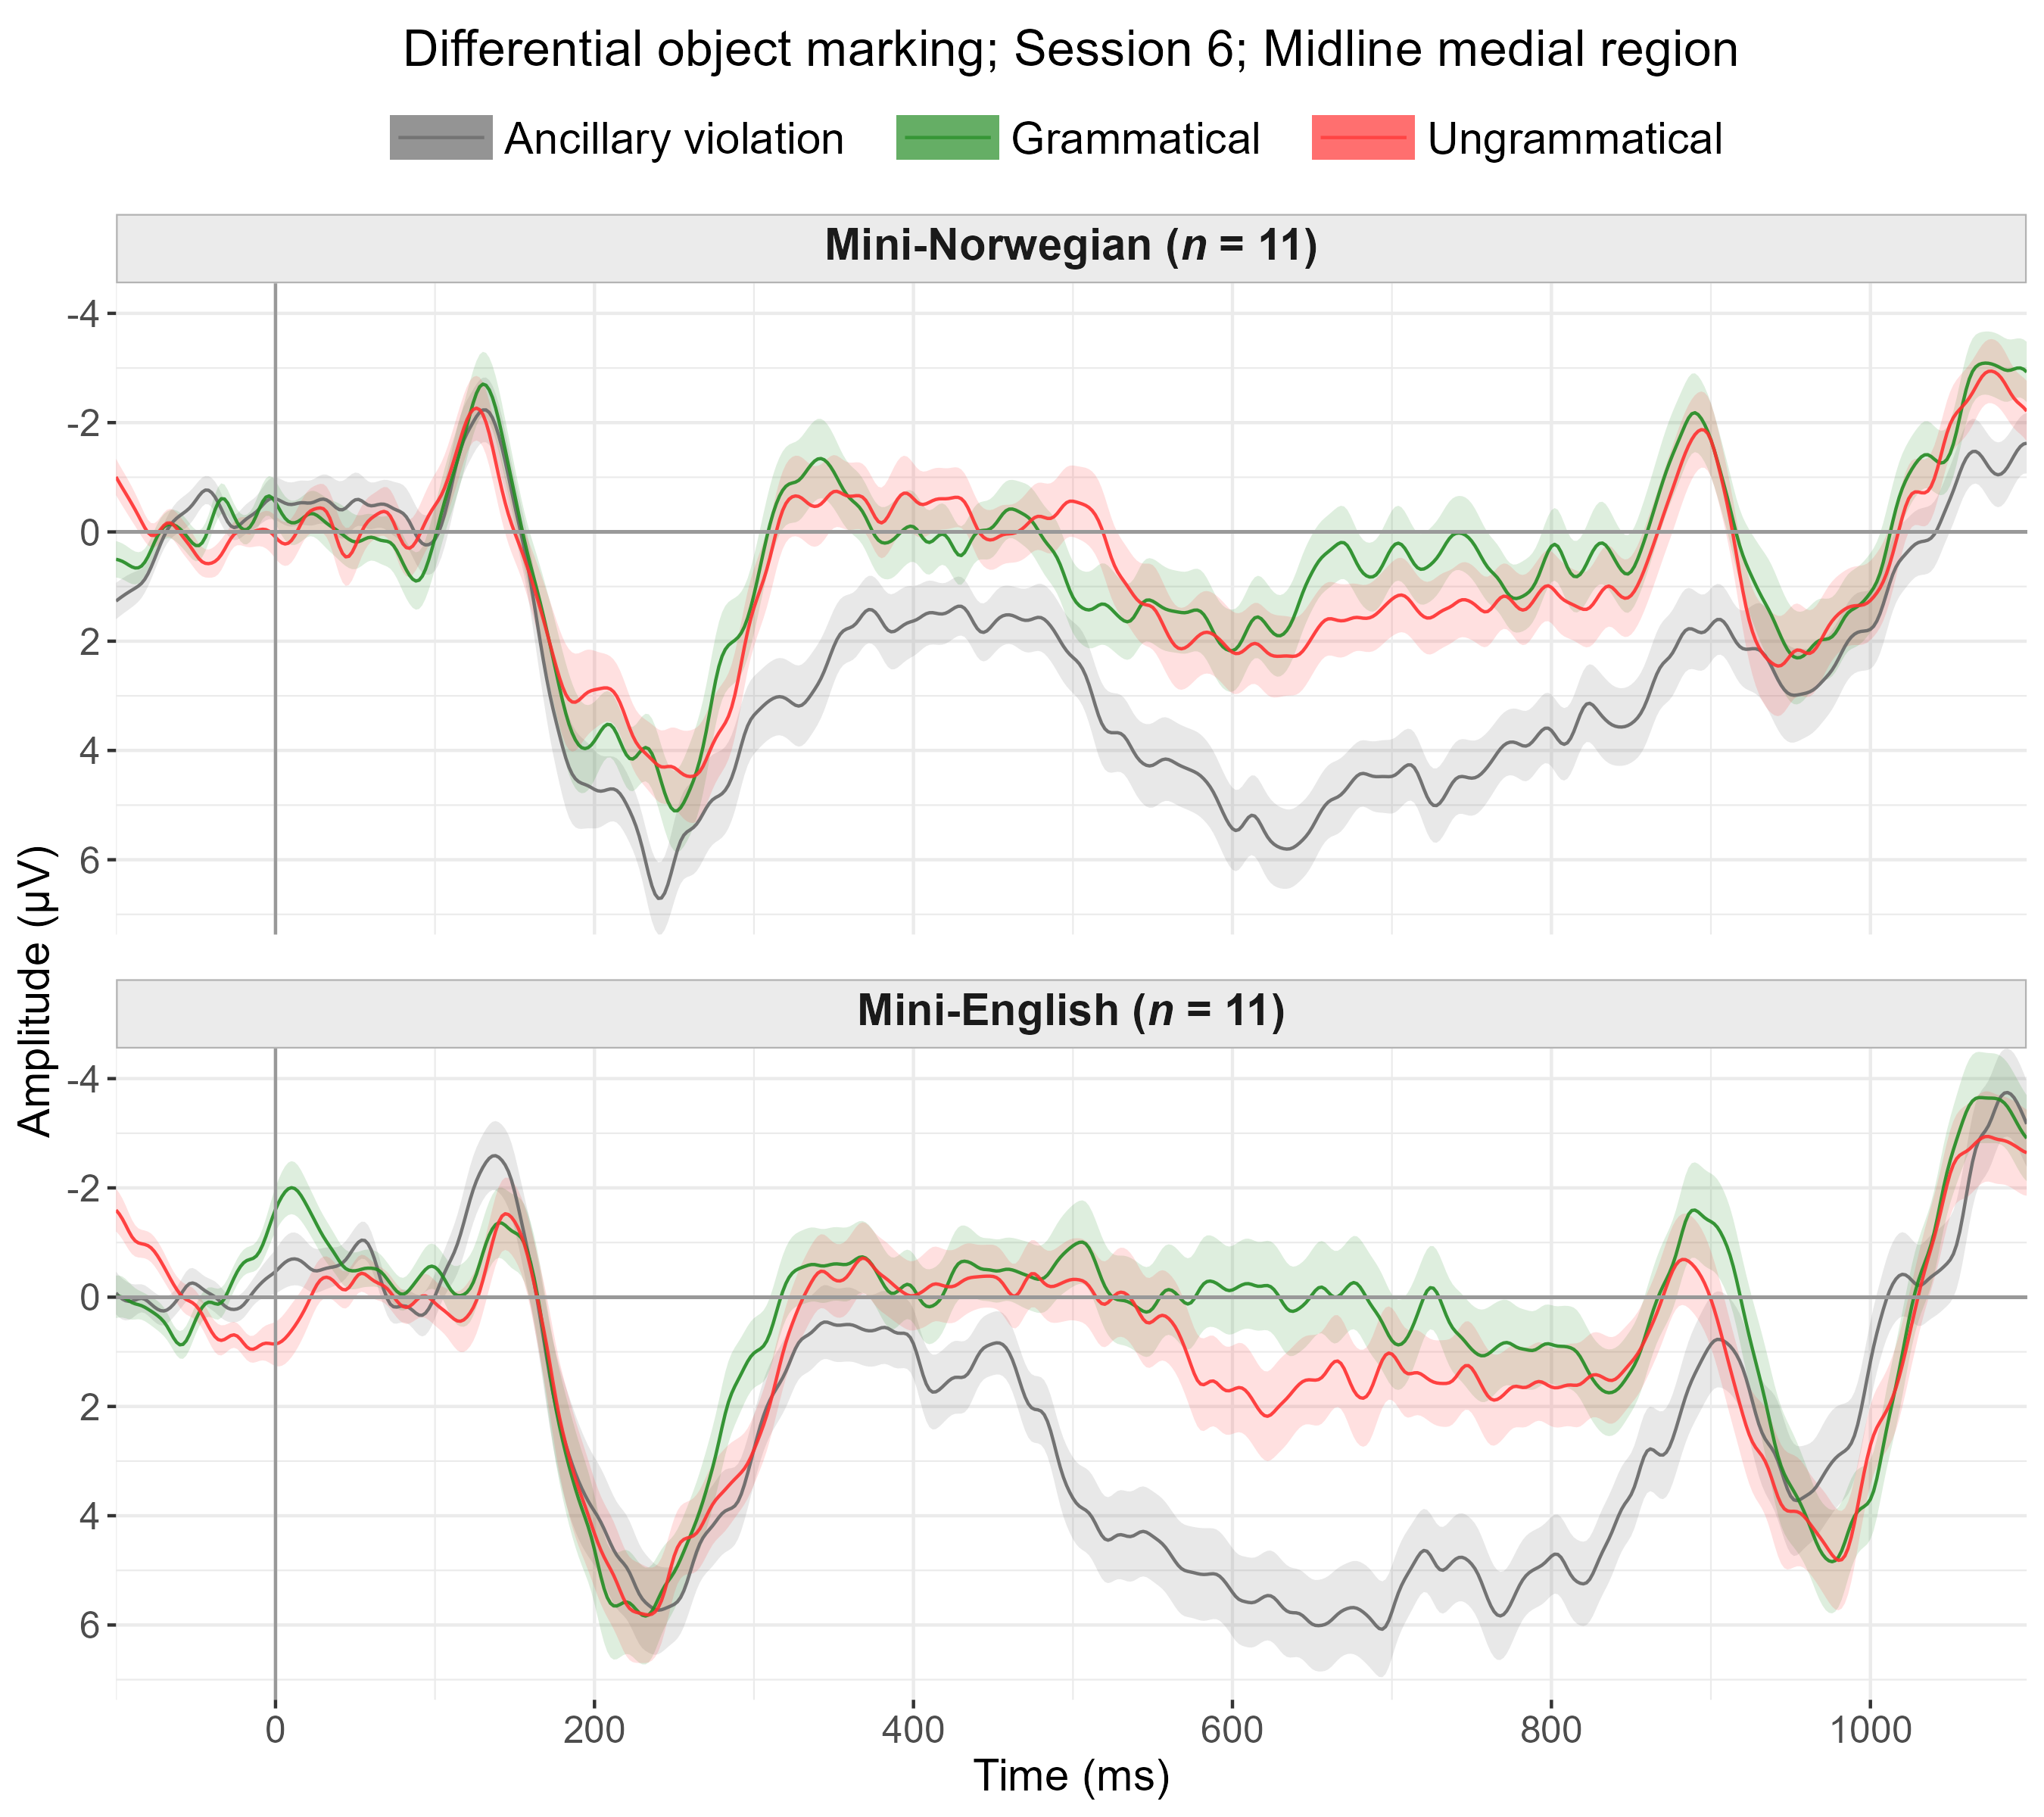 Differential object marking; Session 6; Midline medial region
Ancillary violation Grammatical Ungrammatical
Mini-Norwegian (n = 11)
-4
-2
0
2
4
6
Amplitude (µV)
Mini-English (n = 11)
-4
-2
0
2
4
6
0 200 400 600 800 1000
Time (ms)